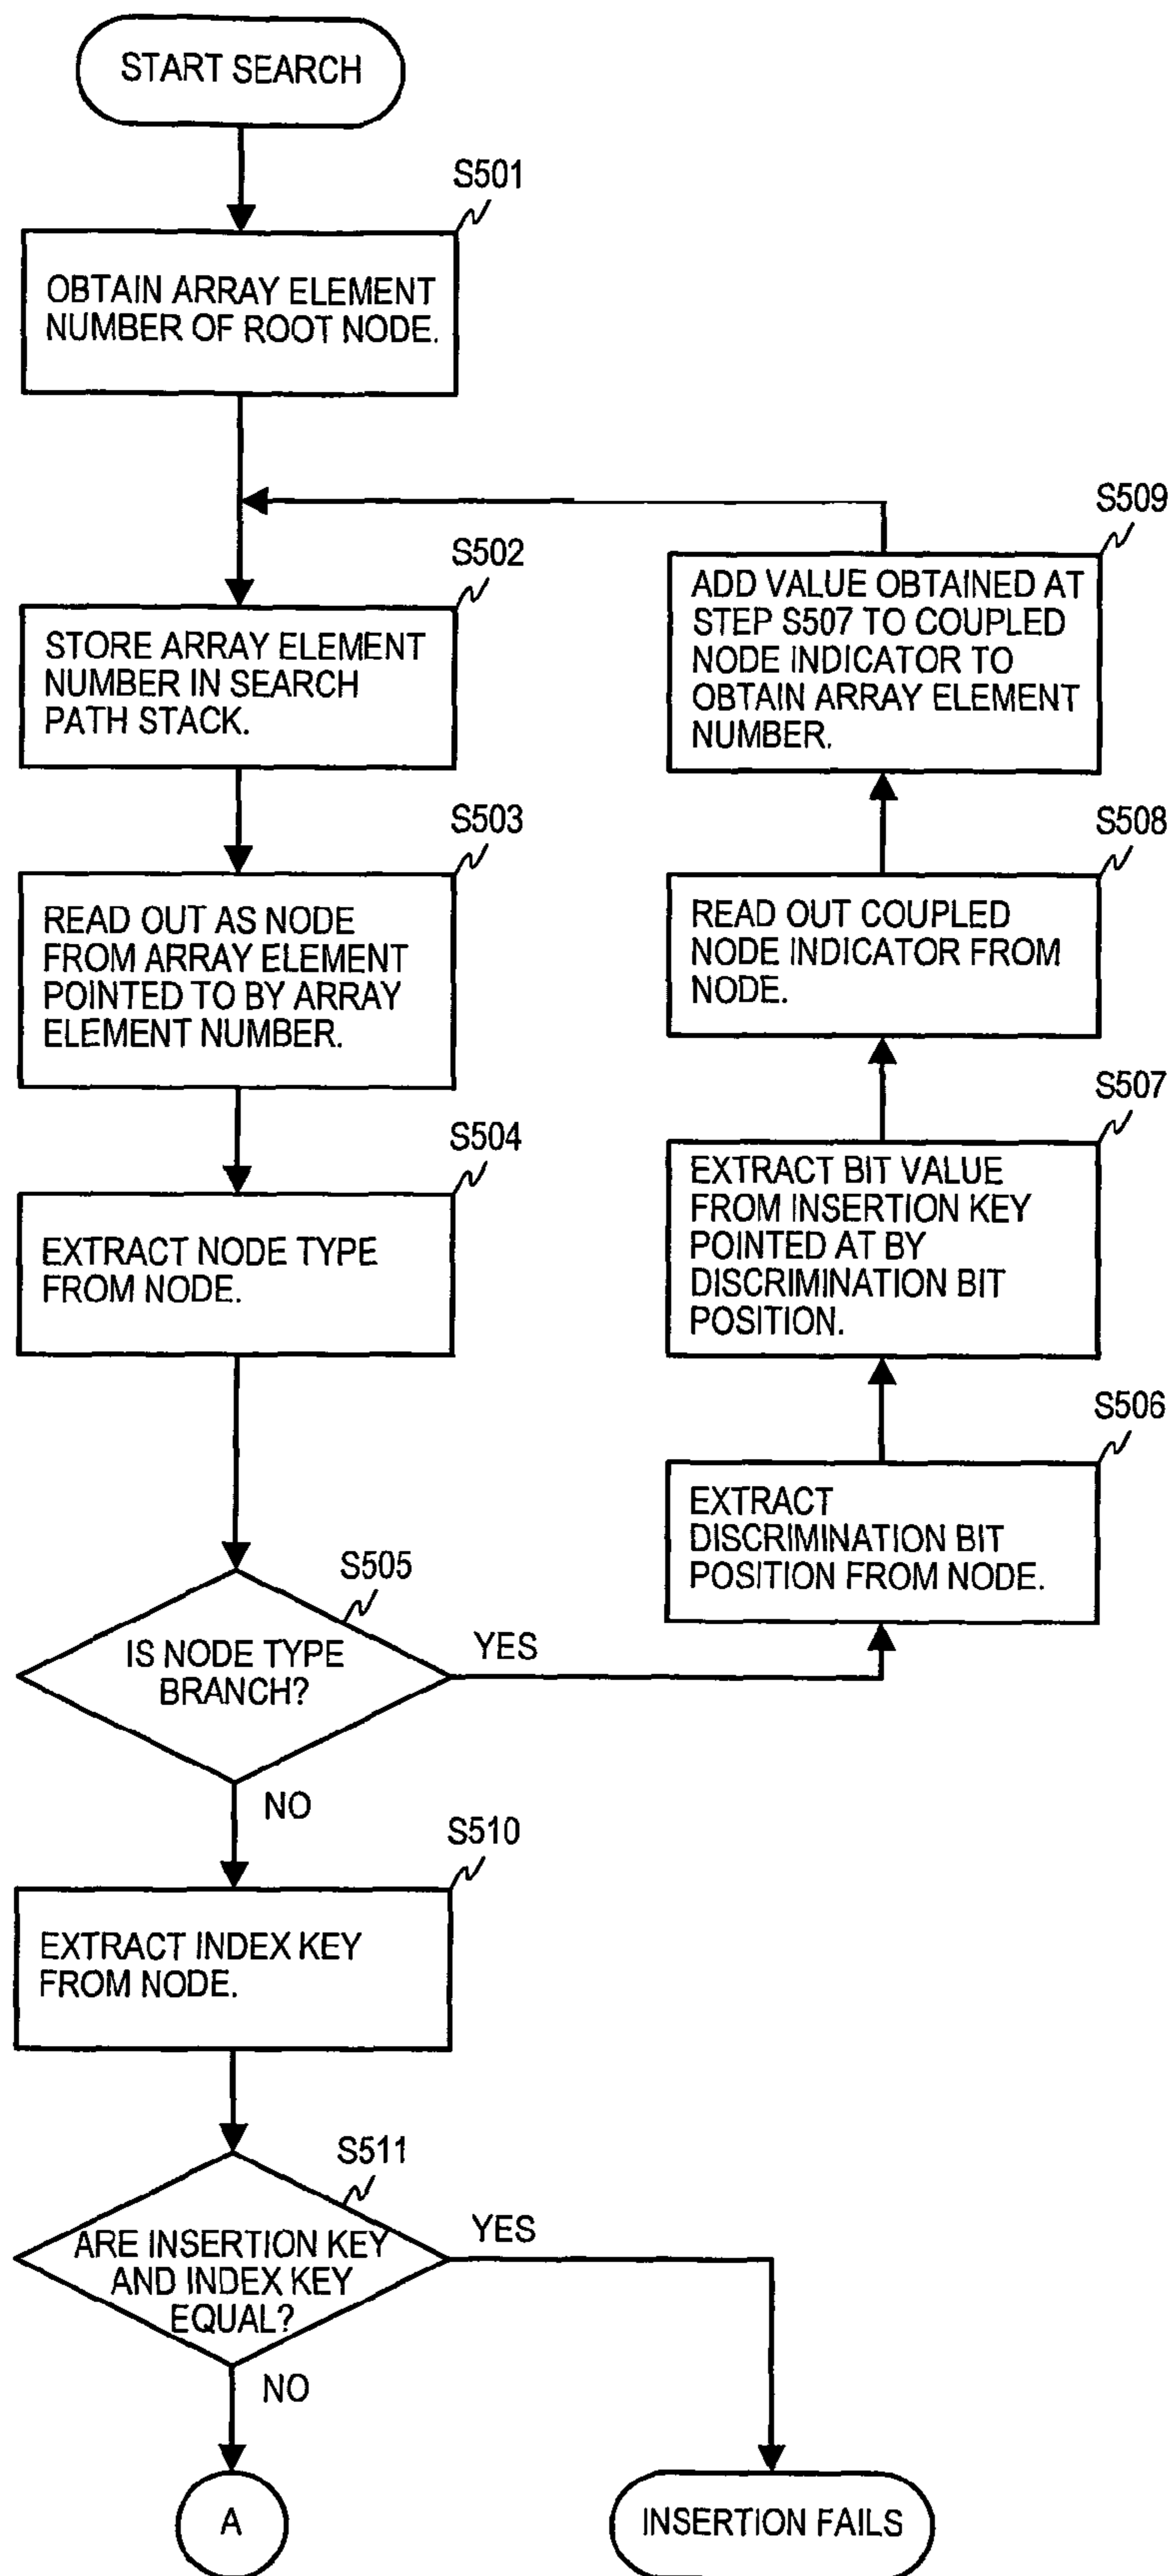 START SEARCH
S501
OBTAIN ARRAY ELEMENT
NUMBER OF ROOT NODE.
S502
STORE ARRAY ELEMENT
NUMBER IN SEARCH
PATH STACK.
S503
READ OUT AS NODE
FROM ARRAY ELEMENT
POINTED TO BY ARRAY
ELEMENT NUMBER.
S504
EXTRACT NODE TYPE
FROM NODE.
S505
IS NODE TYPE
BRANCH?
YES
NO
S506
EXTRACT
DISCRIMINATION BIT
POSITION FROM NODE.
S507
EXTRACT BIT VALUE
FROM INSERTION KEY
POINTED AT BY
DISCRIMINATION BIT
POSITION.
S508
READ OUT COUPLED
NODE INDICATOR FROM
NODE.
S509
ADD VALUE OBTAINED AT
STEP S507 TO COUPLED
NODE INDICATOR TO
OBTAIN ARRAY ELEMENT
NUMBER.
S510
EXTRACT INDEX KEY
FROM NODE.
S511
ARE INSERTION KEY
AND INDEX KEY
EQUAL?
YES
NO
A
INSERTION FAILS